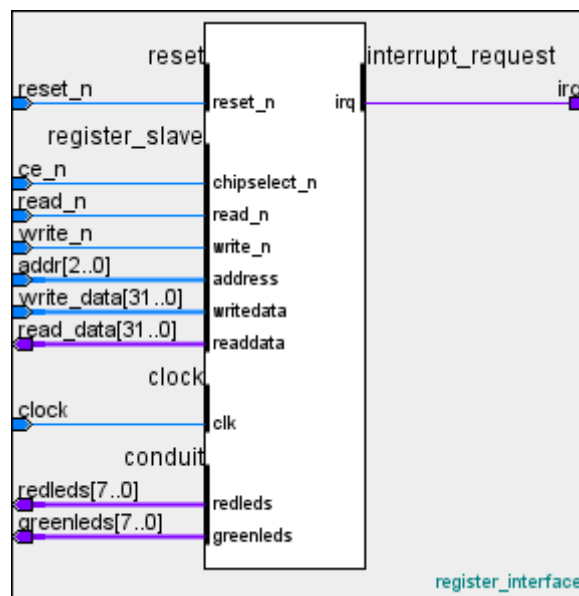 reset interrupt_request
reset_n irq
reset_n irq
register_slave
ce_n
chipselect_n
read_n
read_n
write_n
write_n
addr[2..0]
address
write_data[31..0]
writedata
read_data[31..0]
readdata
clock
clock
clk
conduit
redleds[7..0]
redleds
greenleds[7..0]
greenleds
register_interface